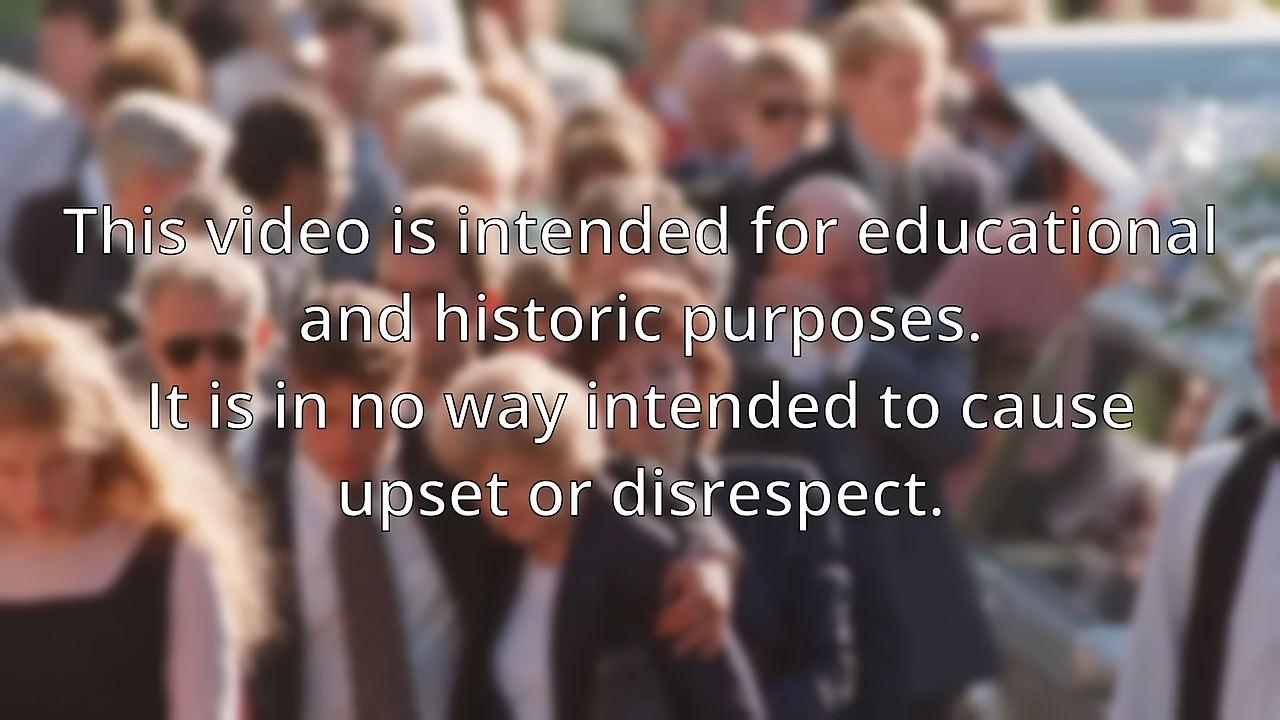 This video is intended for educational
and historic purposes.
It is in no way intended to cause
upset or disrespect.